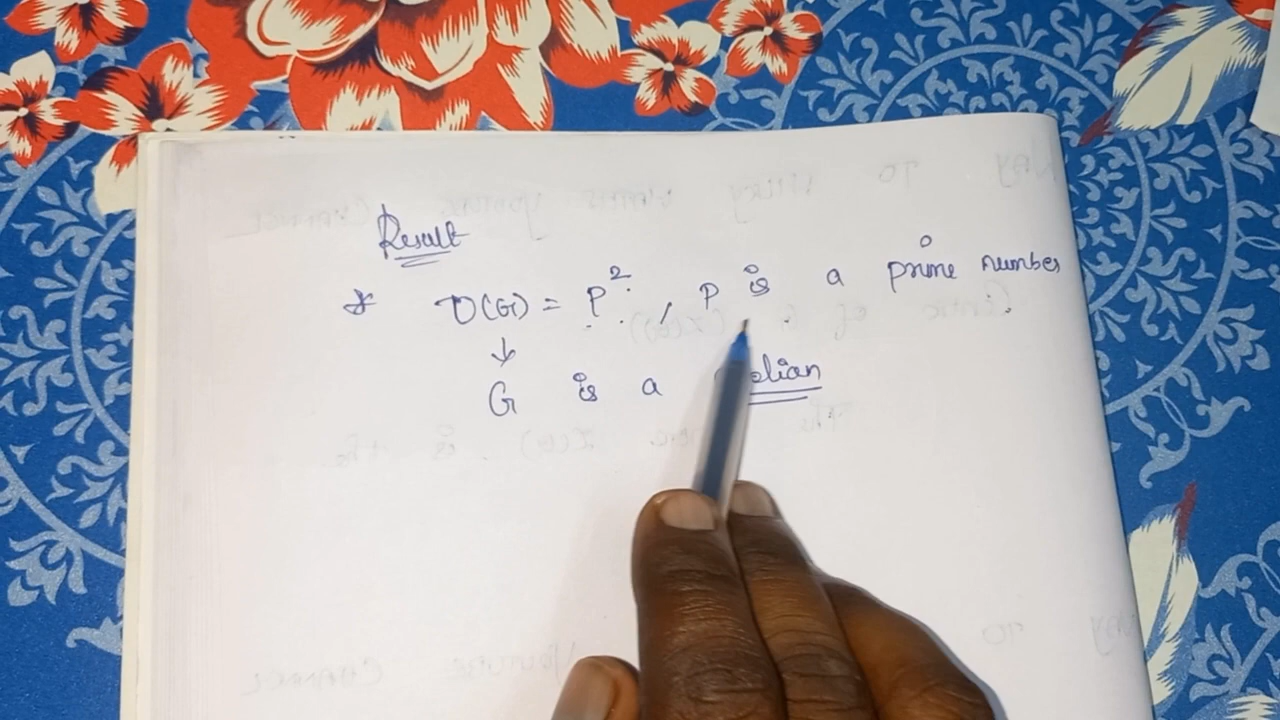 Result
* O(G) = P², P is a prime number.
↓
G is a